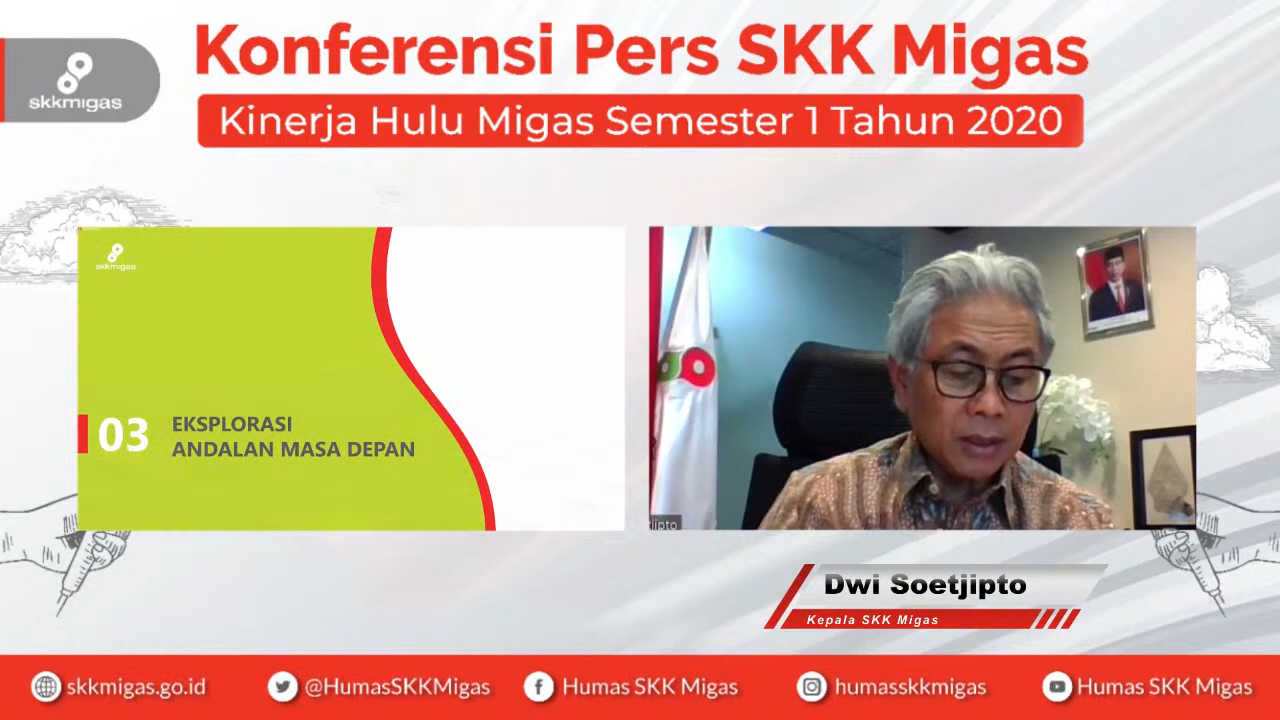 Konferensi Pers SKK Migas
skkmigas
Kinerja Hulu Migas Semester 1 Tahun 2020
skkmigas
03
EKSPLORASI
ANDALAN MASA DEPAN
Dwi Soetjipto
Kepala SKK Migas
skkmigas.go.id
@HumasSKKMigas
Humas SKK Migas
humasskkmigas
Humas SKK Migas